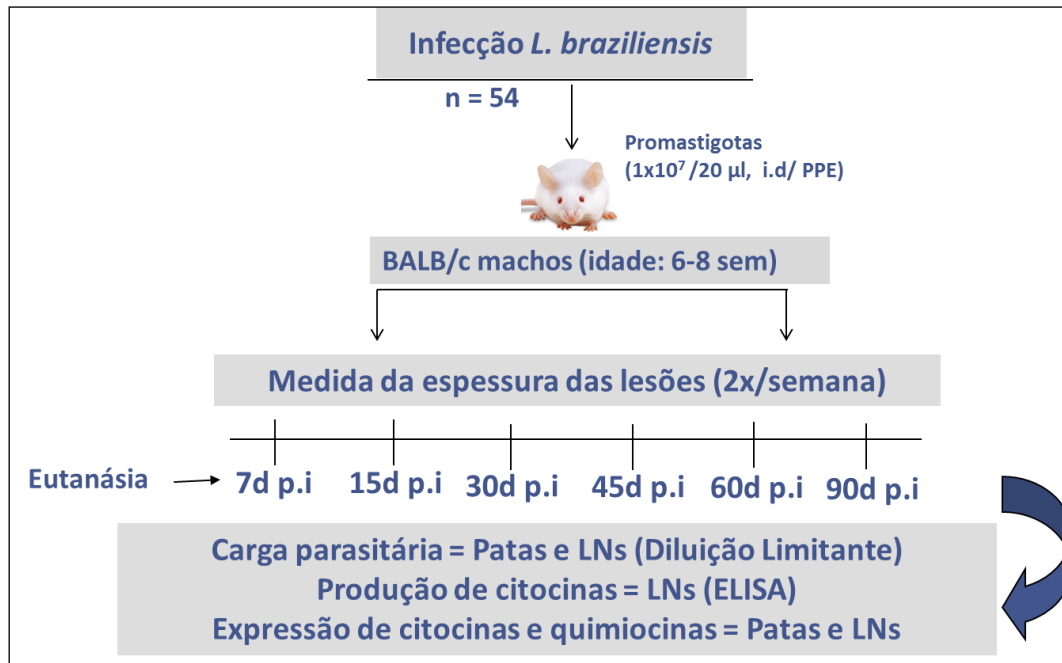 Infecção L. braziliensis
n = 54
Promastigotas
(1x10⁷ /20 µl, i.d/ PPE)
BALB/c machos (idade: 6-8 sem)
Medida da espessura das lesões (2x/semana)
Eutanásia 7d p.i 15d p.i 30d p.i 45d p.i 60d p.i 90d p.i
Carga parasitária = Patas e LNs (Diluição Limitante)
Produção de citocinas = LNs (ELISA)
Expressão de citocinas e quimiocinas = Patas e LNs